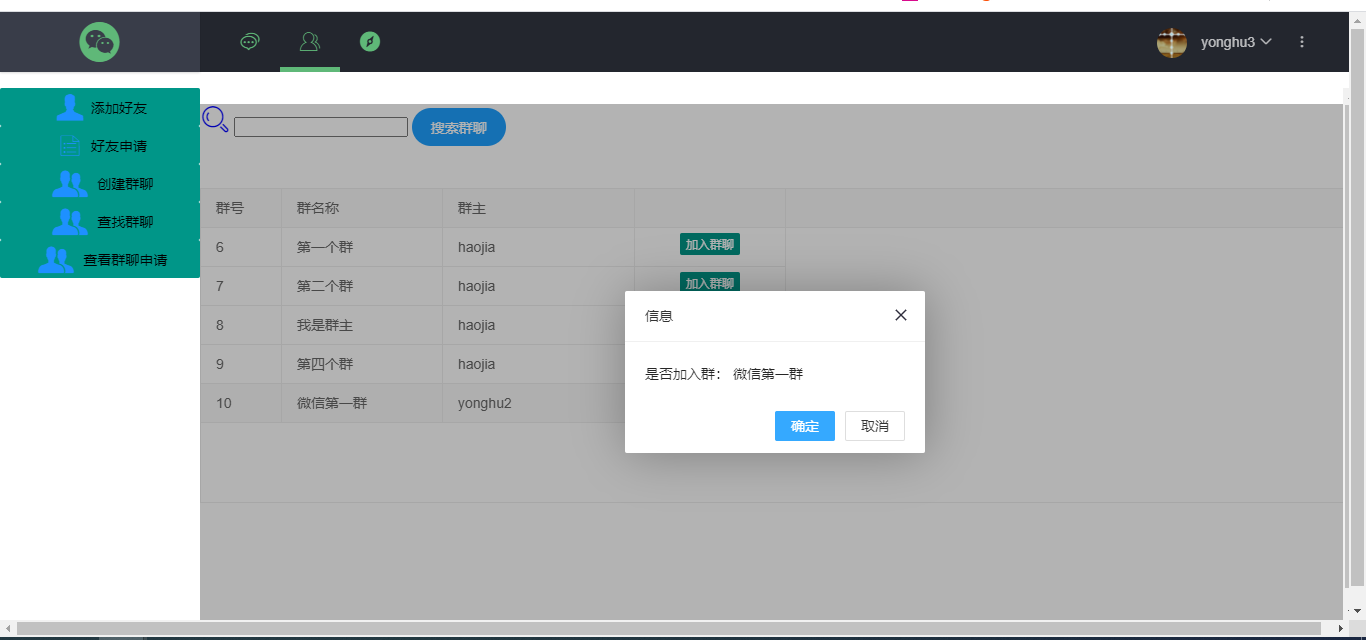 yonghu3
添加好友
好友申请
创建群聊
查找群聊
查看群聊申请
搜索群聊
群号 群名称 群主
6 第一个群 haojia 加入群聊
7 第二个群 haojia 加入群聊
8 我是群主 haojia
9 第四个群 haojia
10 微信第一群 yonghu2
信息
是否加入群： 微信第一群
确定 取消